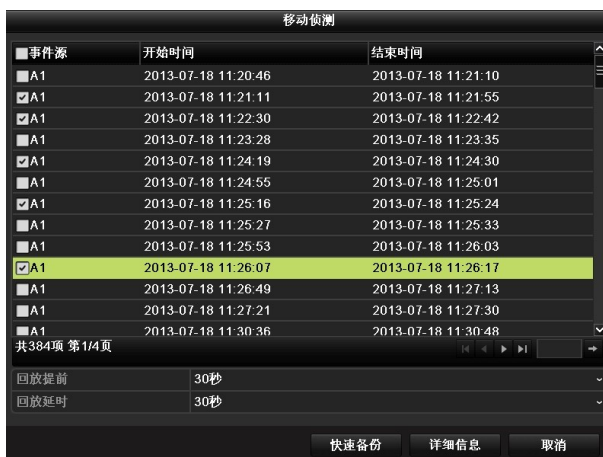 移动侦测
事件源 开始时间 结束时间
A1 2013-07-18 11:20:46 2013-07-18 11:21:10
A1 2013-07-18 11:21:11 2013-07-18 11:21:55
A1 2013-07-18 11:22:30 2013-07-18 11:22:42
A1 2013-07-18 11:23:28 2013-07-18 11:23:35
A1 2013-07-18 11:24:19 2013-07-18 11:24:30
A1 2013-07-18 11:24:55 2013-07-18 11:25:01
A1 2013-07-18 11:25:16 2013-07-18 11:25:24
A1 2013-07-18 11:25:27 2013-07-18 11:25:33
A1 2013-07-18 11:25:53 2013-07-18 11:26:03
A1 2013-07-18 11:26:07 2013-07-18 11:26:17
A1 2013-07-18 11:26:49 2013-07-18 11:27:13
A1 2013-07-18 11:27:21 2013-07-18 11:27:30
A1 2013-07-18 11:30:36 2013-07-18 11:30:48
共384项 第1/4页
回放提前 30秒
回放延时 30秒
快速备份 详细信息 取消